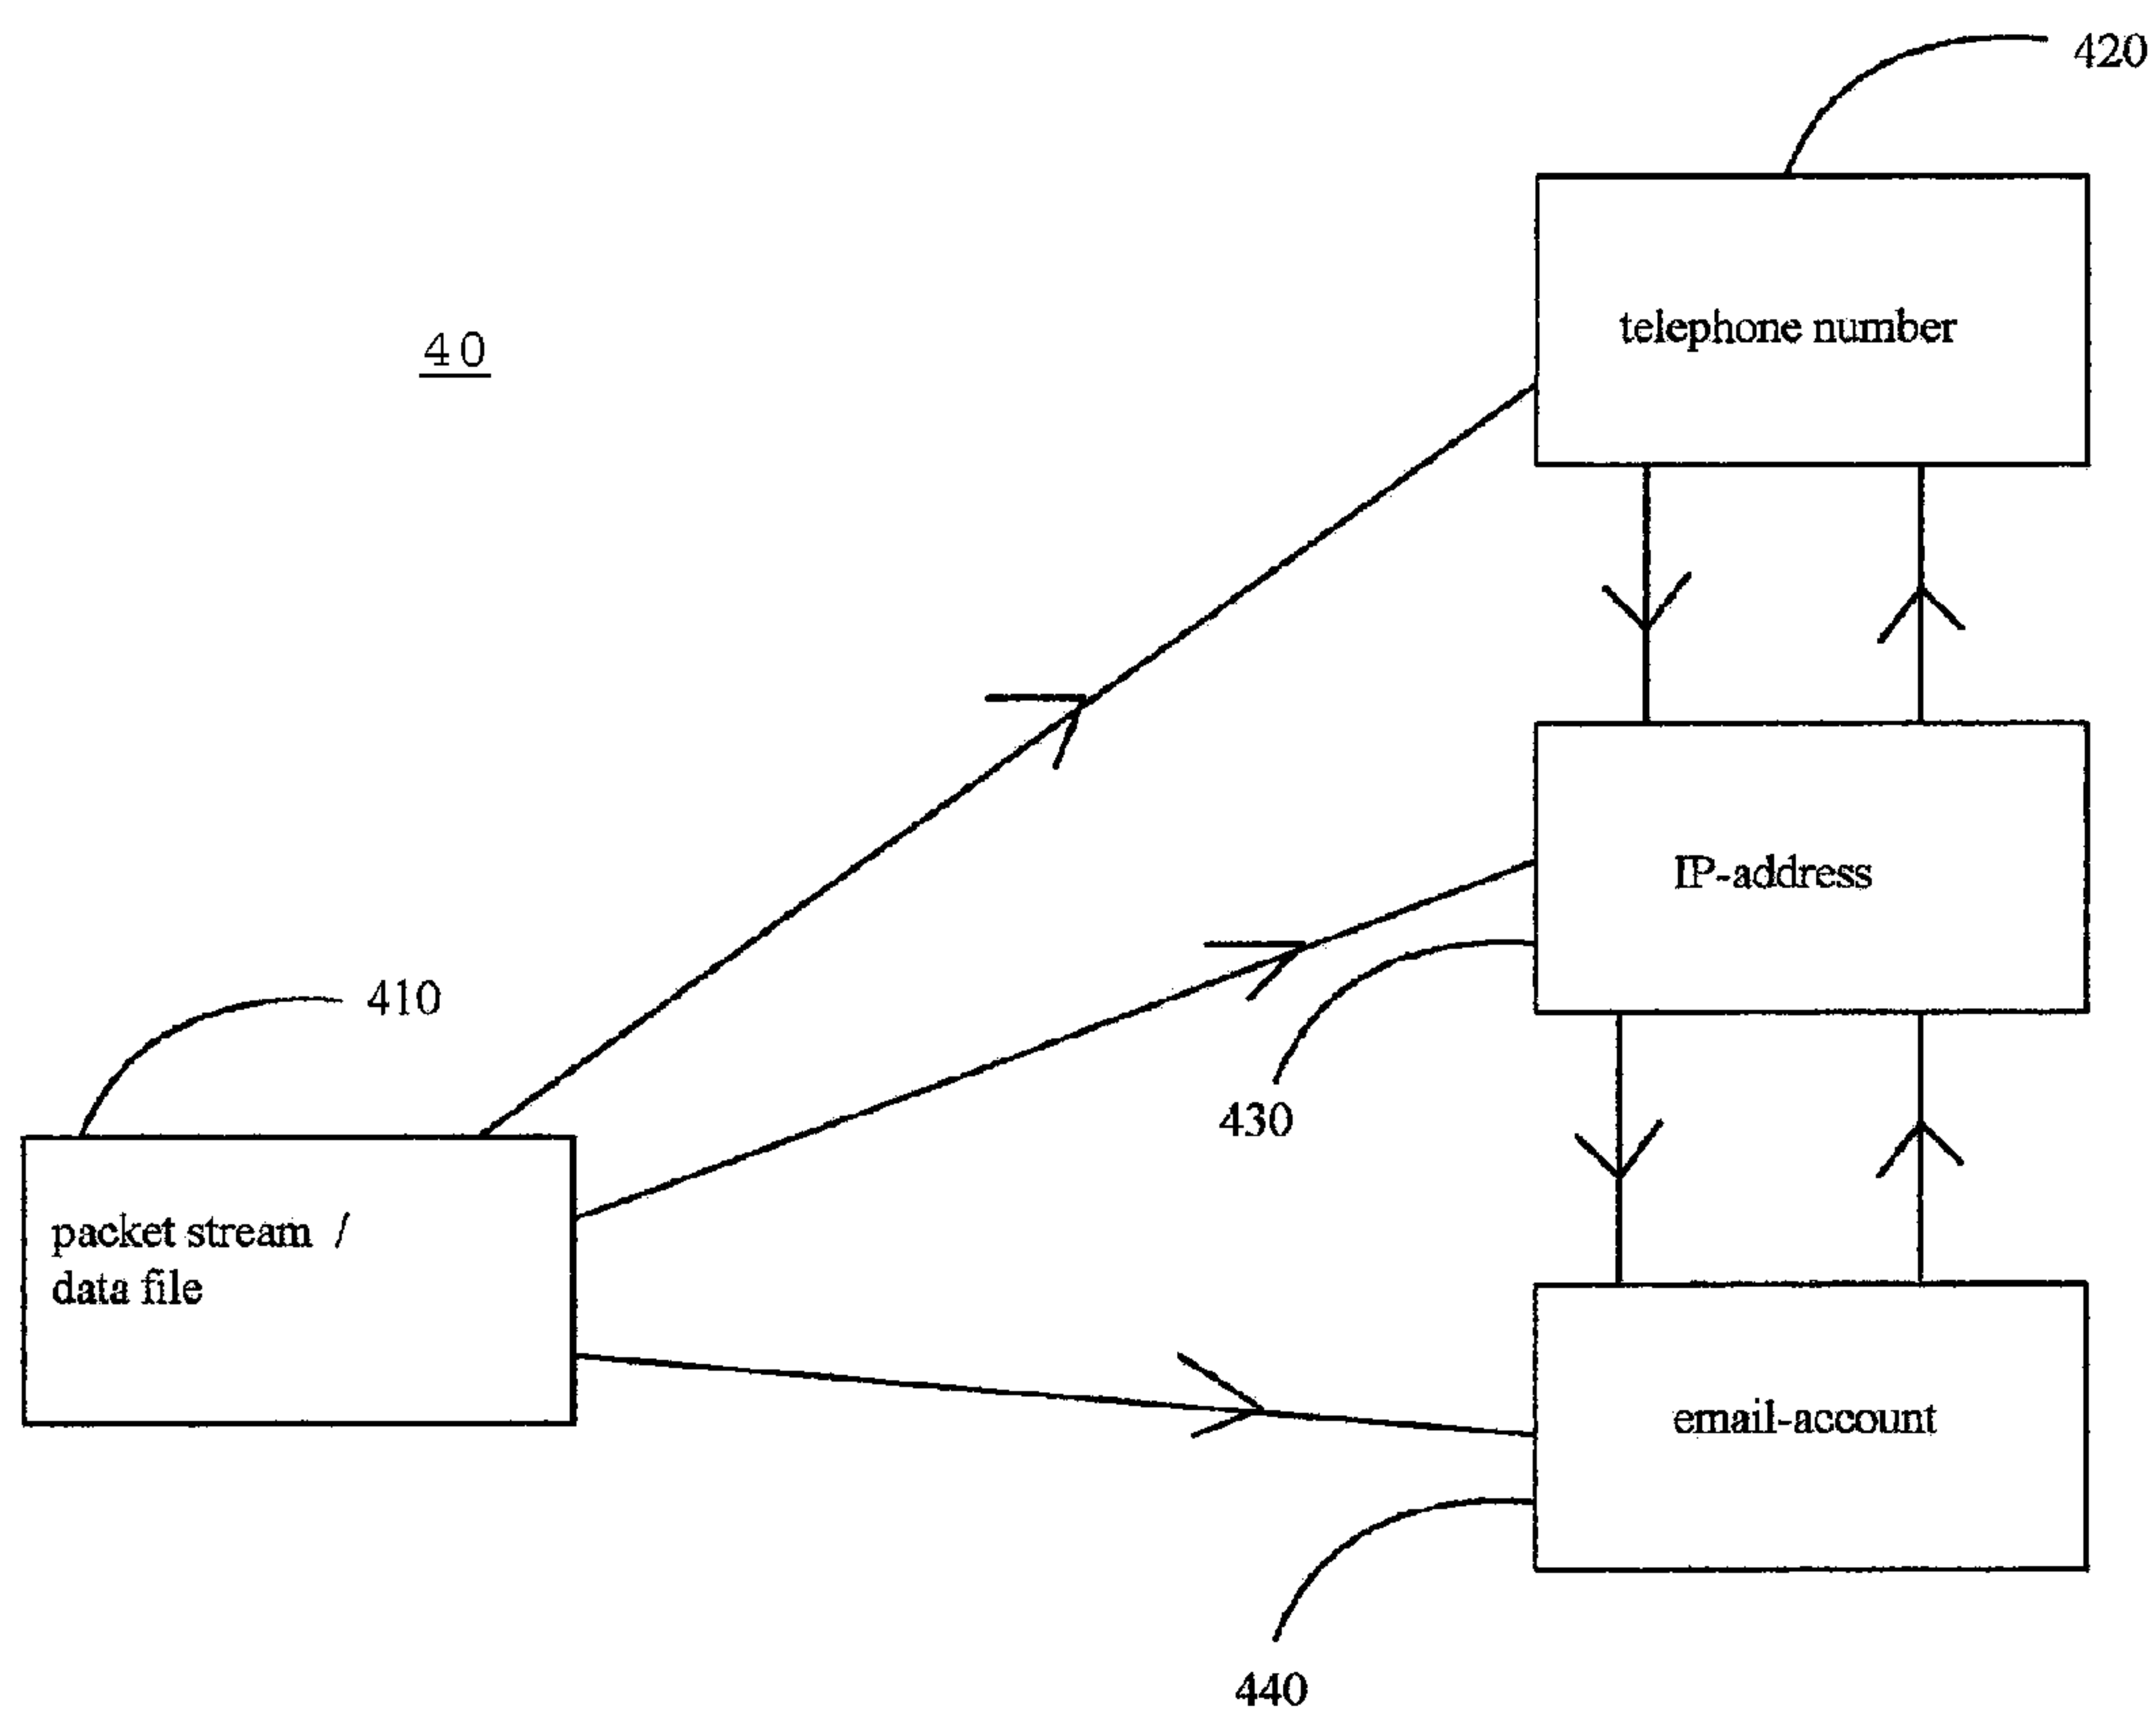 420
telephone number
40
IP-address
410
430
packet stream /
data file
email-account
440